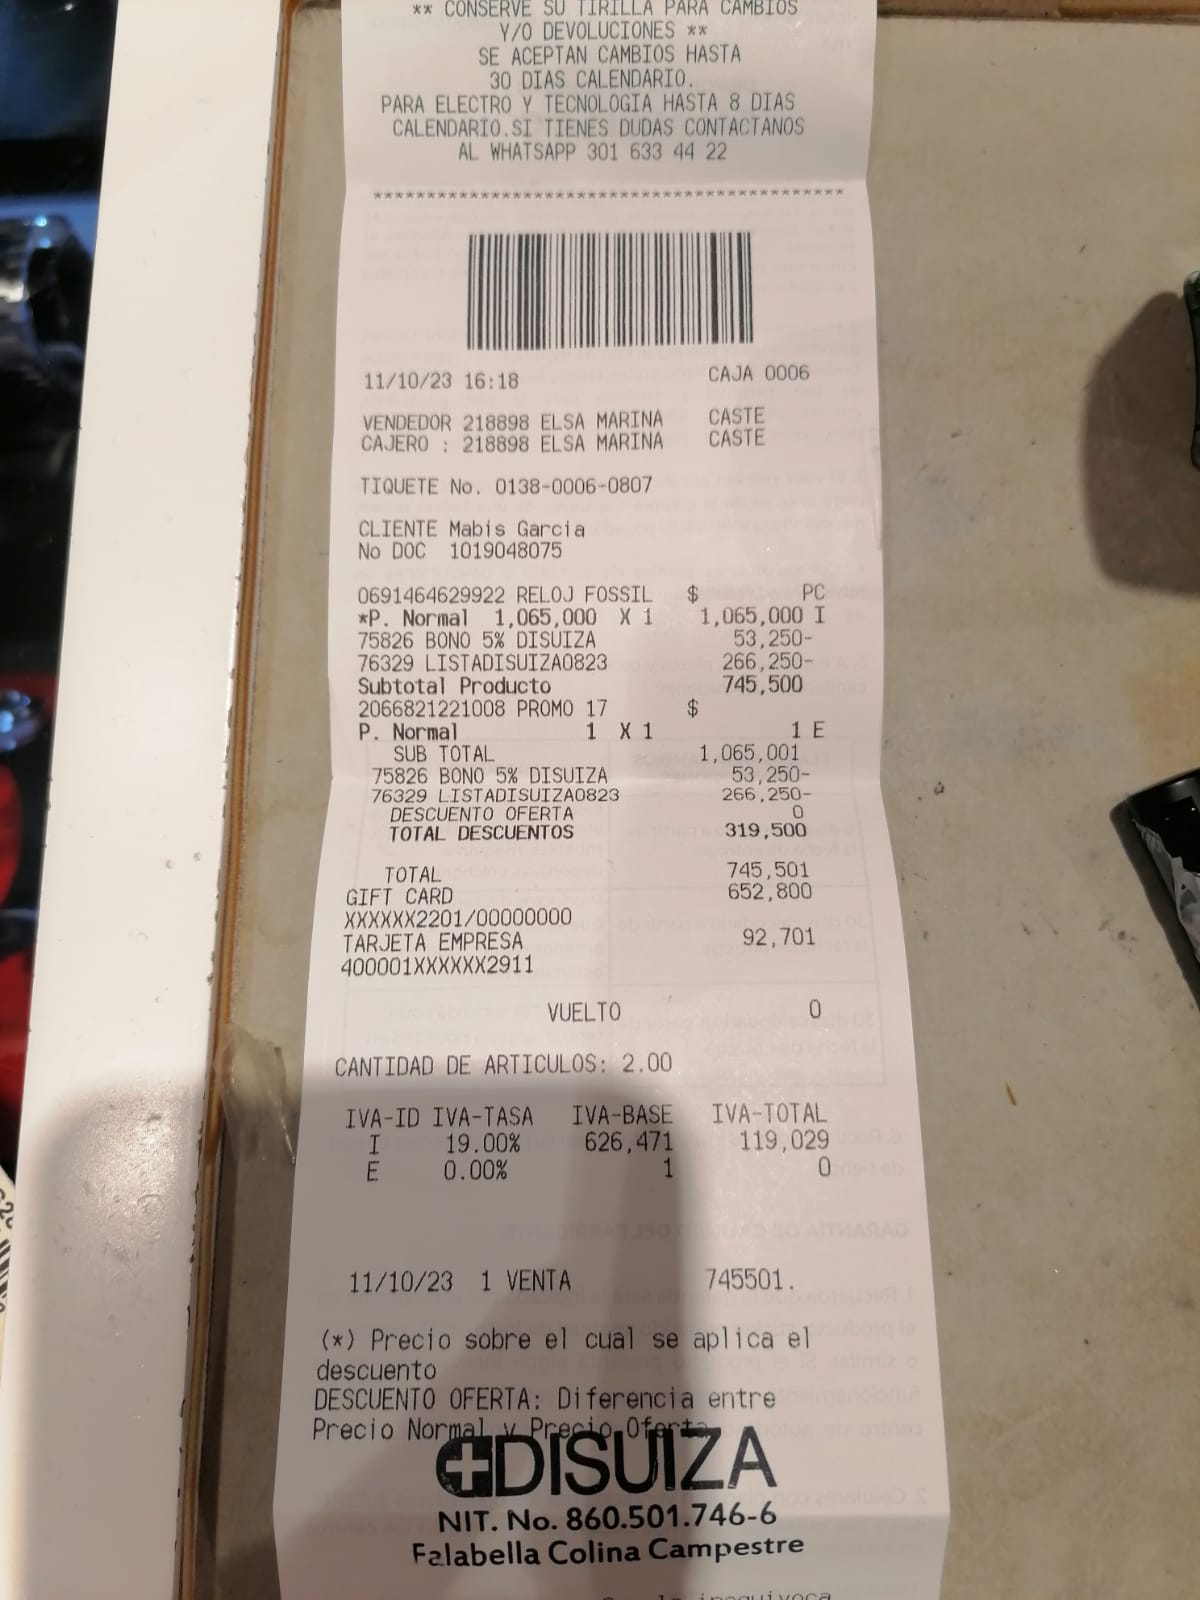 ** CONSERVE SU TIRILLA PARA CAMBIOS
Y/O DEVOLUCIONES **
SE ACEPTAN CAMBIOS HASTA
30 DIAS CALENDARIO.
PARA ELECTRO Y TECNOLOGIA HASTA 8 DIAS
CALENDARIO.SI TIENES DUDAS CONTACTANOS
AL WHATSAPP 301 633 44 22
******************************************
11/10/23 16:18 CAJA 0006
VENDEDOR 218898 ELSA MARINA CASTE
CAJERO : 218898 ELSA MARINA CASTE
TIQUETE No. 0138-0006-0807
CLIENTE Mabis Garcia
No DOC 1019048075
0691464629922 RELOJ FOSSIL $ PC
*P. Normal 1,065,000 X 1 1,065,000 I
75826 BONO 5% DISUIZA 53,250-
76329 LISTADISUIZA0823 266,250-
Subtotal Producto 745,500
2066821221008 PROMO 17 $
P. Normal 1 X 1 1 E
SUB TOTAL 1,065,001
75826 BONO 5% DISUIZA 53,250-
76329 LISTADISUIZA0823 266,250-
DESCUENTO OFERTA 0
TOTAL DESCUENTOS 319,500
TOTAL 745,501
GIFT CARD 652,800
XXXXXX2201/00000000
TARJETA EMPRESA 92,701
400001XXXXXX2911
VUELTO 0
CANTIDAD DE ARTICULOS: 2.00
IVA-ID IVA-TASA IVA-BASE IVA-TOTAL
I 19.00% 626,471 119,029
E 0.00% 1 0
11/10/23 1 VENTA 745501.
(*) Precio sobre el cual se aplica el
descuento
DESCUENTO OFERTA: Diferencia entre
Precio Normal y Precio Oferta
DISUIZA
NIT. No. 860.501.746-6
Falabella Colina Campestre